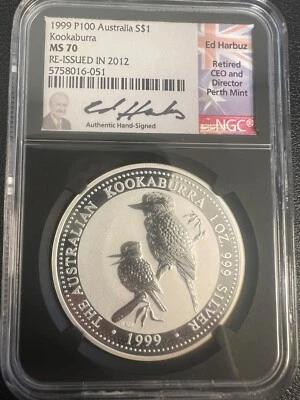 1999 P100 Australia S$1
Kookaburra
MS 70
RE-ISSUED IN 2012
5758016-051
Authentic Hand-Signed
Ed Harbuz
Retired
CEO and
Director
Perth Mint
NGC
THE AUSTRALIAN KOOKABURRA 1 OZ. 999 SILVER
· 1999 ·